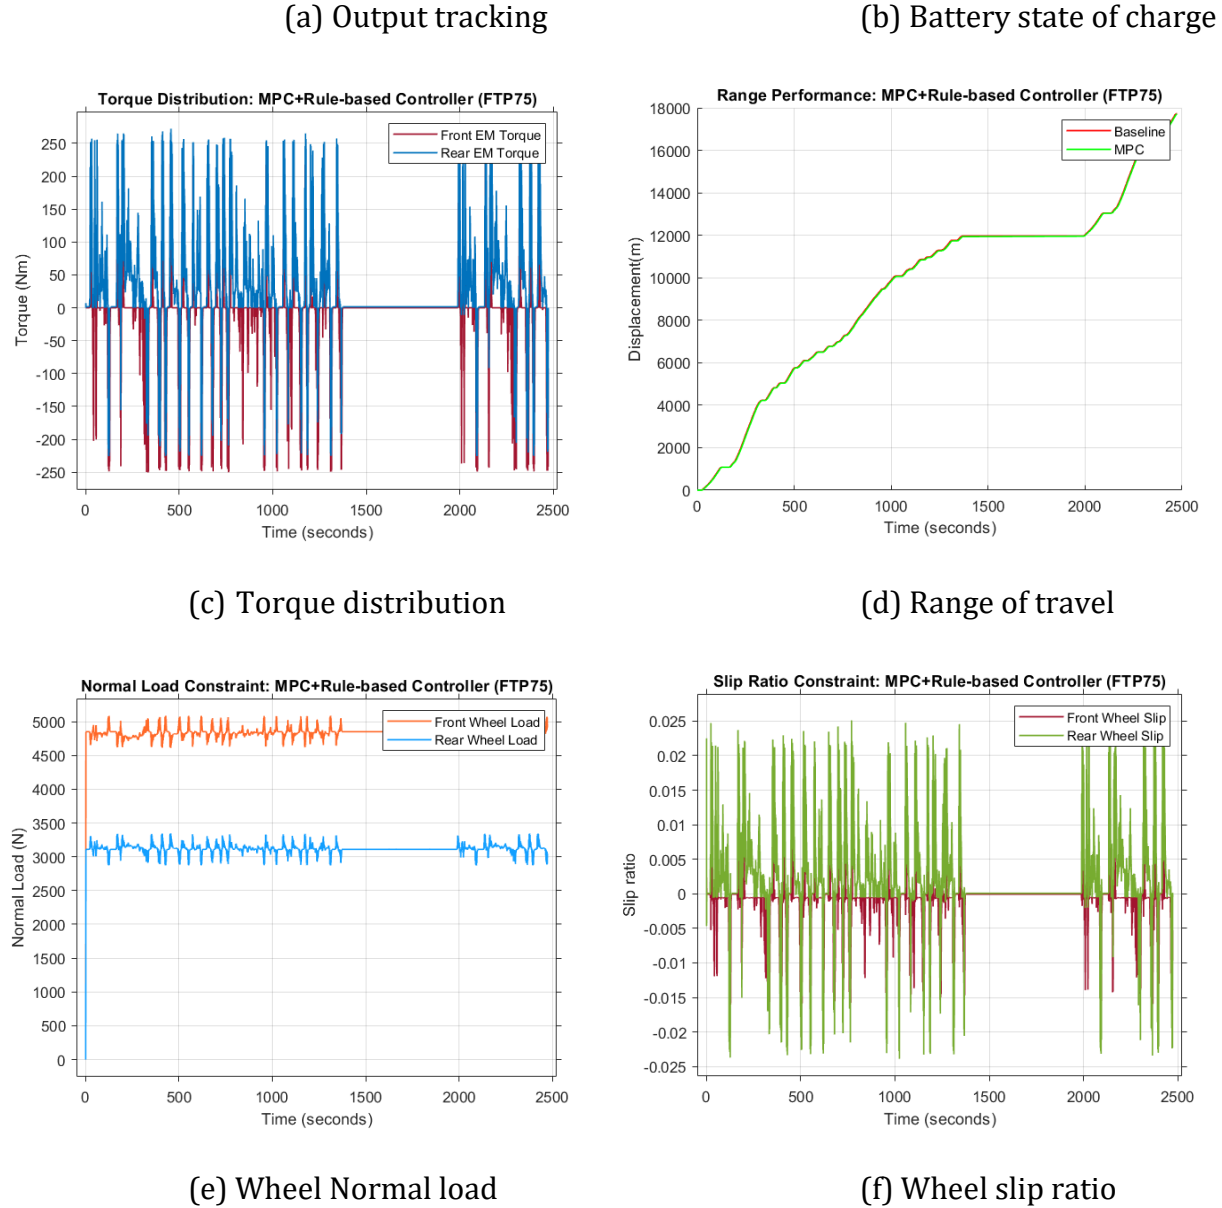 (a) Output tracking
(b) Battery state of charge
Torque Distribution: MPC+Rule-based Controller (FTP75)
Front EM Torque
Rear EM Torque
250
200
150
100
50
0
-50
-100
-150
-200
-250
Torque (Nm)
0
500
1000
1500
2000
2500
Time (seconds)
Range Performance: MPC+Rule-based Controller (FTP75)
Baseline
MPC
18000
16000
14000
12000
10000
8000
6000
4000
2000
0
Displacement(m)
0
500
1000
1500
2000
2500
Time (seconds)
(c) Torque distribution
(d) Range of travel
Normal Load Constraint: MPC+Rule-based Controller (FTP75)
Front Wheel Load
Rear Wheel Load
5000
4500
4000
3500
3000
2500
2000
1500
1000
500
0
Normal Load (N)
0
500
1000
1500
2000
2500
Time (seconds)
Slip Ratio Constraint: MPC+Rule-based Controller (FTP75)
Front Wheel Slip
Rear Wheel Slip
0.025
0.02
0.015
0.01
0.005
0
-0.005
-0.01
-0.015
-0.02
-0.025
Slip ratio
0
500
1000
1500
2000
2500
Time (seconds)
(e) Wheel Normal load
(f) Wheel slip ratio